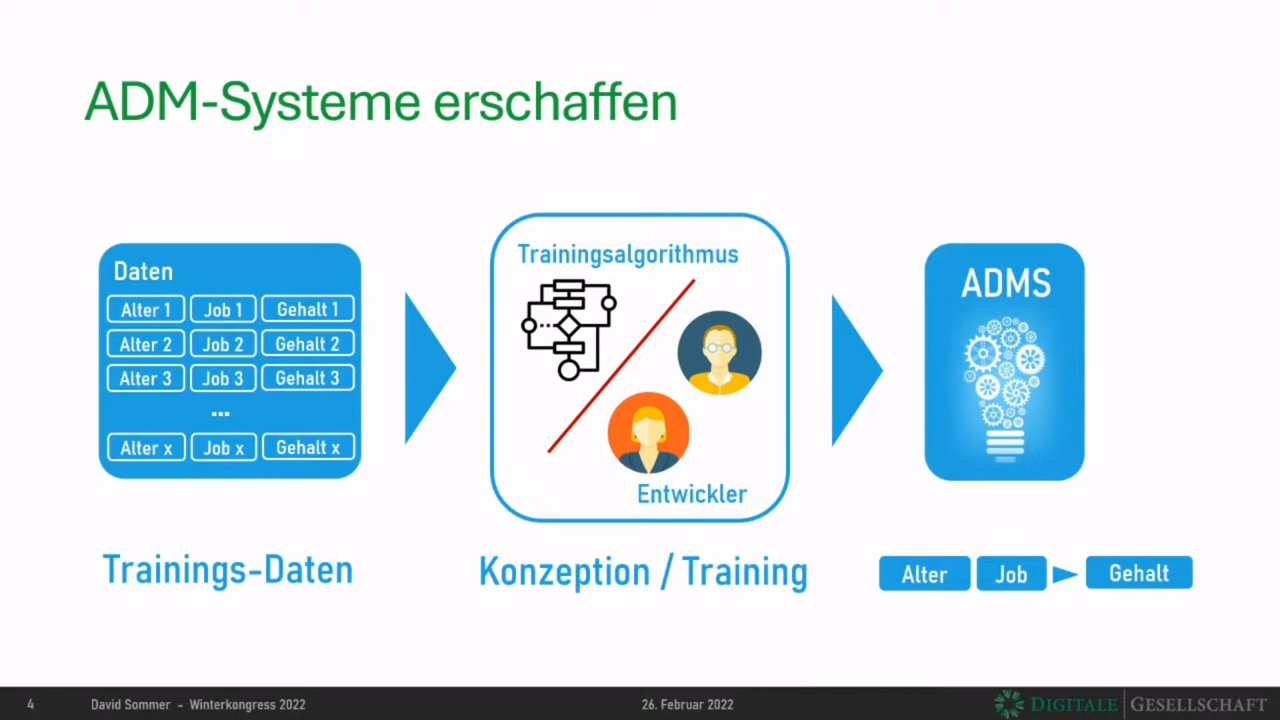 ADM-Systeme erschaffen
Daten
Alter 1 Job 1 Gehalt 1
Alter 2 Job 2 Gehalt 2
Alter 3 Job 3 Gehalt 3
...
Alter x Job x Gehalt x
Trainings-Daten
Trainingsalgorithmus
Entwickler
Konzeption / Training
ADMS
Alter Job Gehalt
4 David Sommer - Winterkongress 2022 26. Februar 2022 DIGITALE GESELLSCHAFT